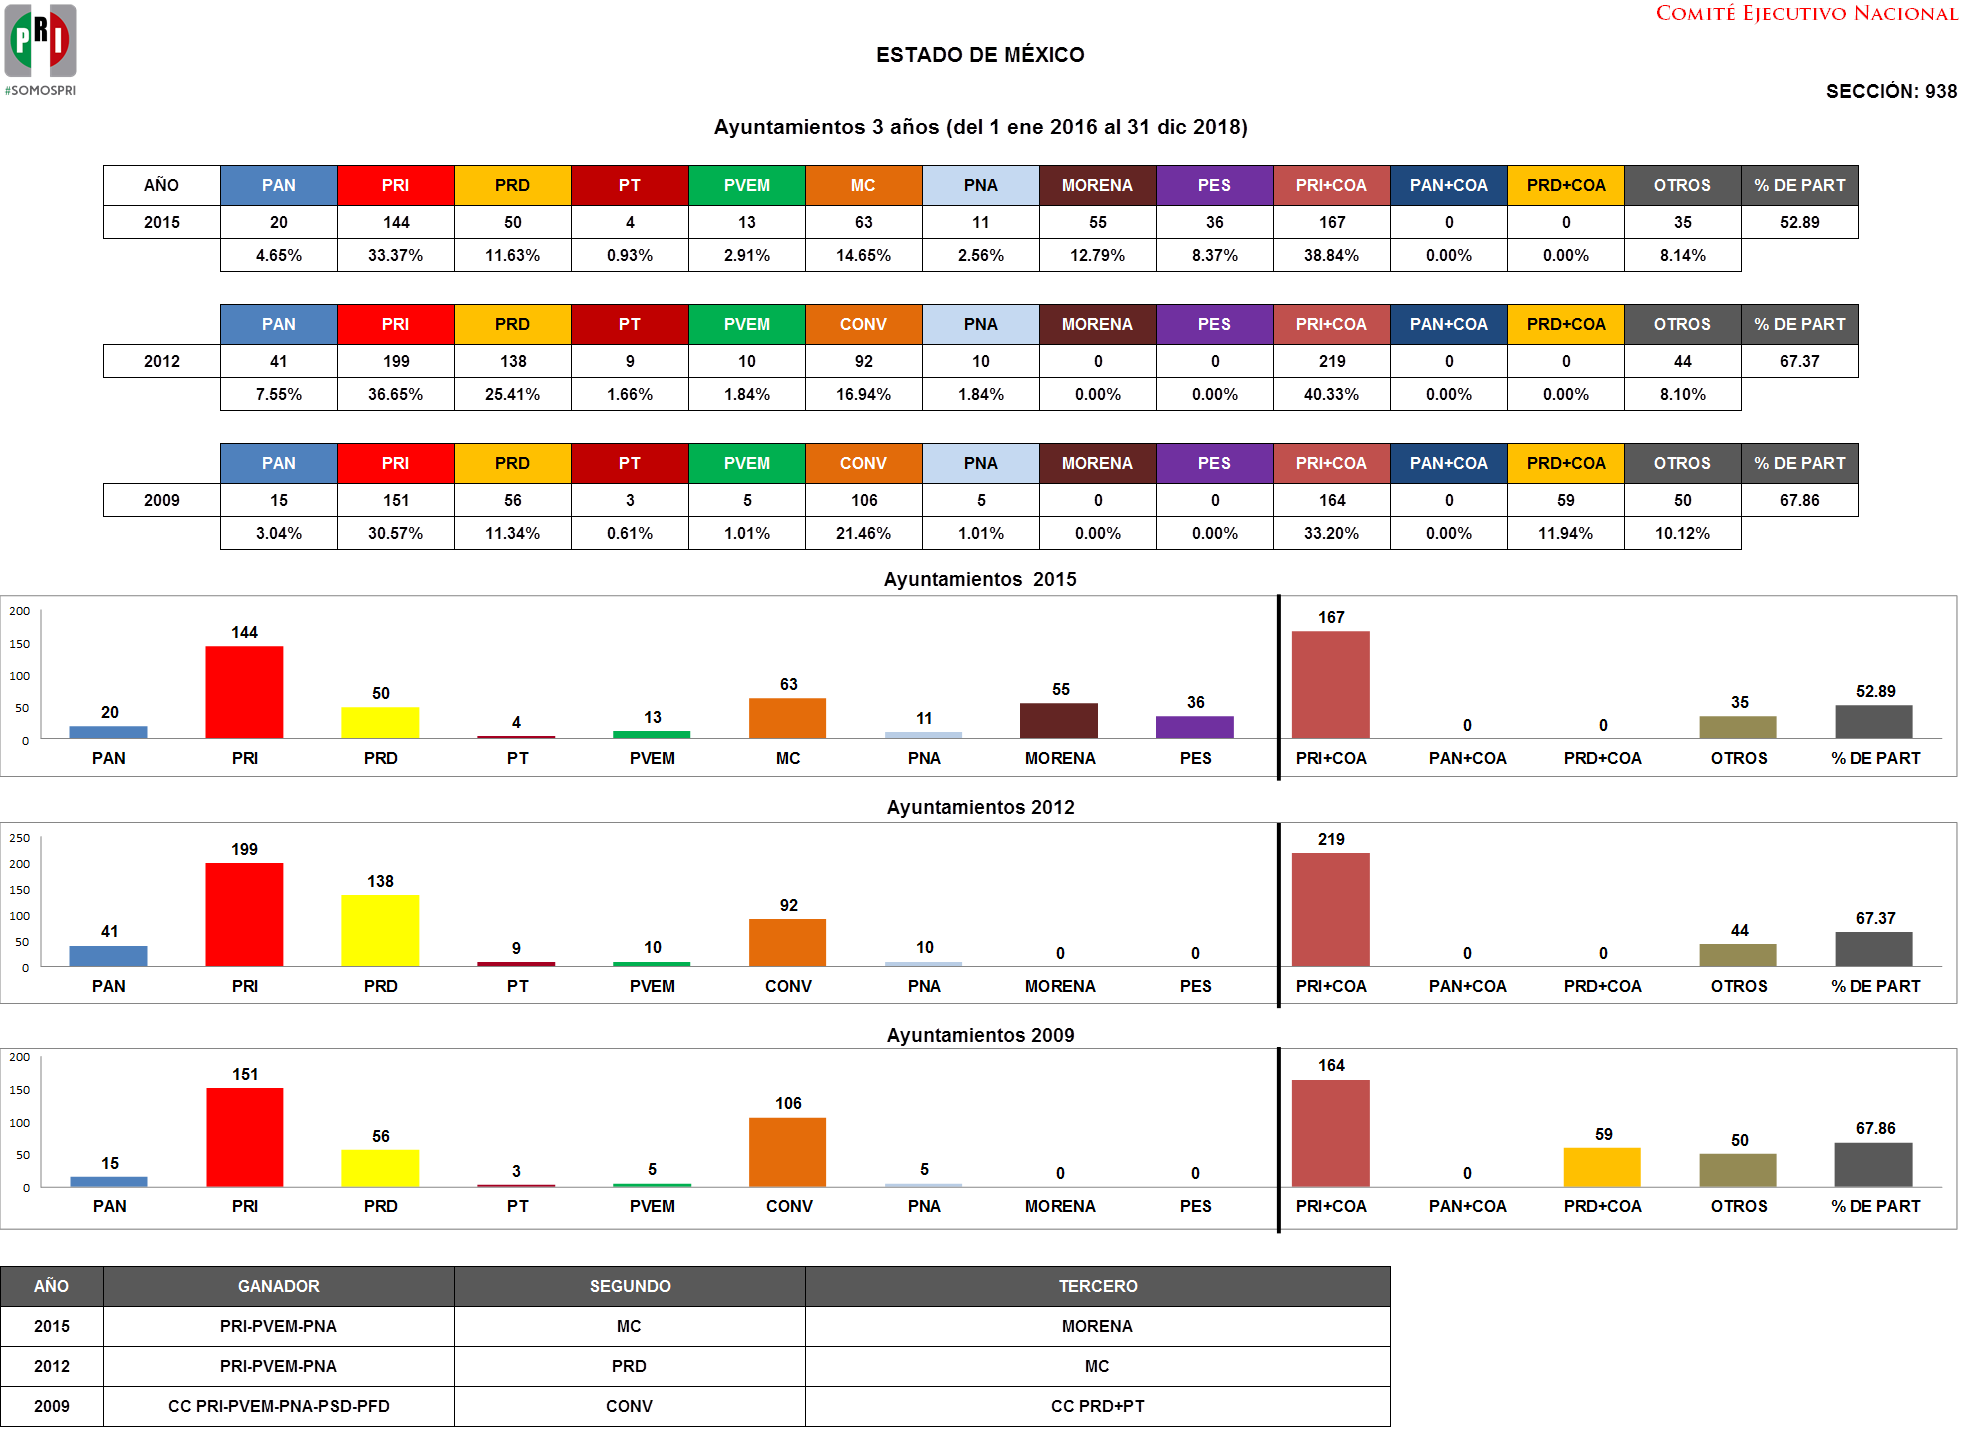 COMITÉ EJECUTIVO NACIONAL
PRI
#SOMOSPRI
ESTADO DE MÉXICO
SECCIÓN: 938
Ayuntamientos 3 años (del 1 ene 2016 al 31 dic 2018)
AÑO PAN PRI PRD PT PVEM MC PNA MORENA PES PRI+COA PAN+COA PRD+COA OTROS % DE PART
2015 20 144 50 4 13 63 11 55 36 167 0 0 35 52.89
4.65% 33.37% 11.63% 0.93% 2.91% 14.65% 2.56% 12.79% 8.37% 38.84% 0.00% 0.00% 8.14%
PAN PRI PRD PT PVEM CONV PNA MORENA PES PRI+COA PAN+COA PRD+COA OTROS % DE PART
2012 41 199 138 9 10 92 10 0 0 219 0 0 44 67.37
7.55% 36.65% 25.41% 1.66% 1.84% 16.94% 1.84% 0.00% 0.00% 40.33% 0.00% 0.00% 8.10%
PAN PRI PRD PT PVEM CONV PNA MORENA PES PRI+COA PAN+COA PRD+COA OTROS % DE PART
2009 15 151 56 3 5 106 5 0 0 164 0 59 50 67.86
3.04% 30.57% 11.34% 0.61% 1.01% 21.46% 1.01% 0.00% 0.00% 33.20% 0.00% 11.94% 10.12%
Ayuntamientos 2015
200
150
100
50
0
20 144 50 4 13 63 11 55 36 167 0 0 35 52.89
PAN PRI PRD PT PVEM MC PNA MORENA PES PRI+COA PAN+COA PRD+COA OTROS % DE PART
Ayuntamientos 2012
250
200
150
100
50
0
41 199 138 9 10 92 10 0 0 219 0 0 44 67.37
PAN PRI PRD PT PVEM CONV PNA MORENA PES PRI+COA PAN+COA PRD+COA OTROS % DE PART
Ayuntamientos 2009
200
150
100
50
0
15 151 56 3 5 106 5 0 0 164 0 59 50 67.86
PAN PRI PRD PT PVEM CONV PNA MORENA PES PRI+COA PAN+COA PRD+COA OTROS % DE PART
AÑO GANADOR SEGUNDO TERCERO
2015 PRI-PVEM-PNA MC MORENA
2012 PRI-PVEM-PNA PRD MC
2009 CC PRI-PVEM-PNA-PSD-PFD CONV CC PRD+PT